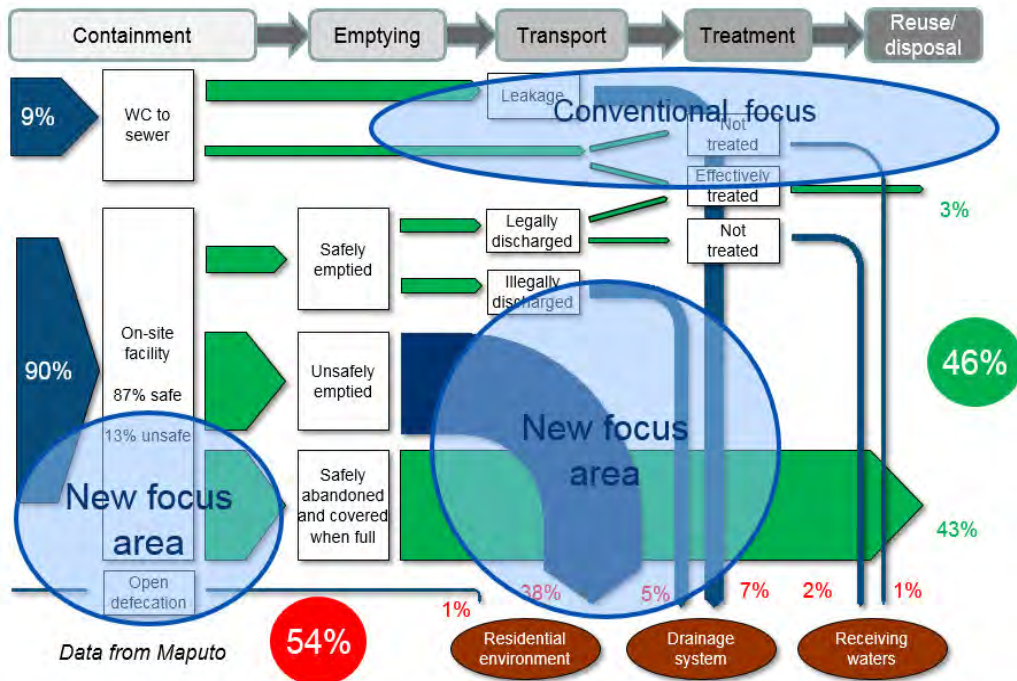 Containment
Emptying
Transport
Treatment
Reuse/
disposal
9%
WC to
sewer
Leakage
Conventional focus
Not
treated
Effectively
treated
3%
Legally
discharged
Not
treated
Safely
emptied
Illegally
discharged
90%
On-site
facility
87% safe
13% unsafe
Unsafely
emptied
46%
New focus
area
New focus
area
Safely
abandoned
and covered
when full
43%
Open
defecation
1%
38%
5%
7%
2%
1%
Data from Maputo
54%
Residential
environment
Drainage
system
Receiving
waters